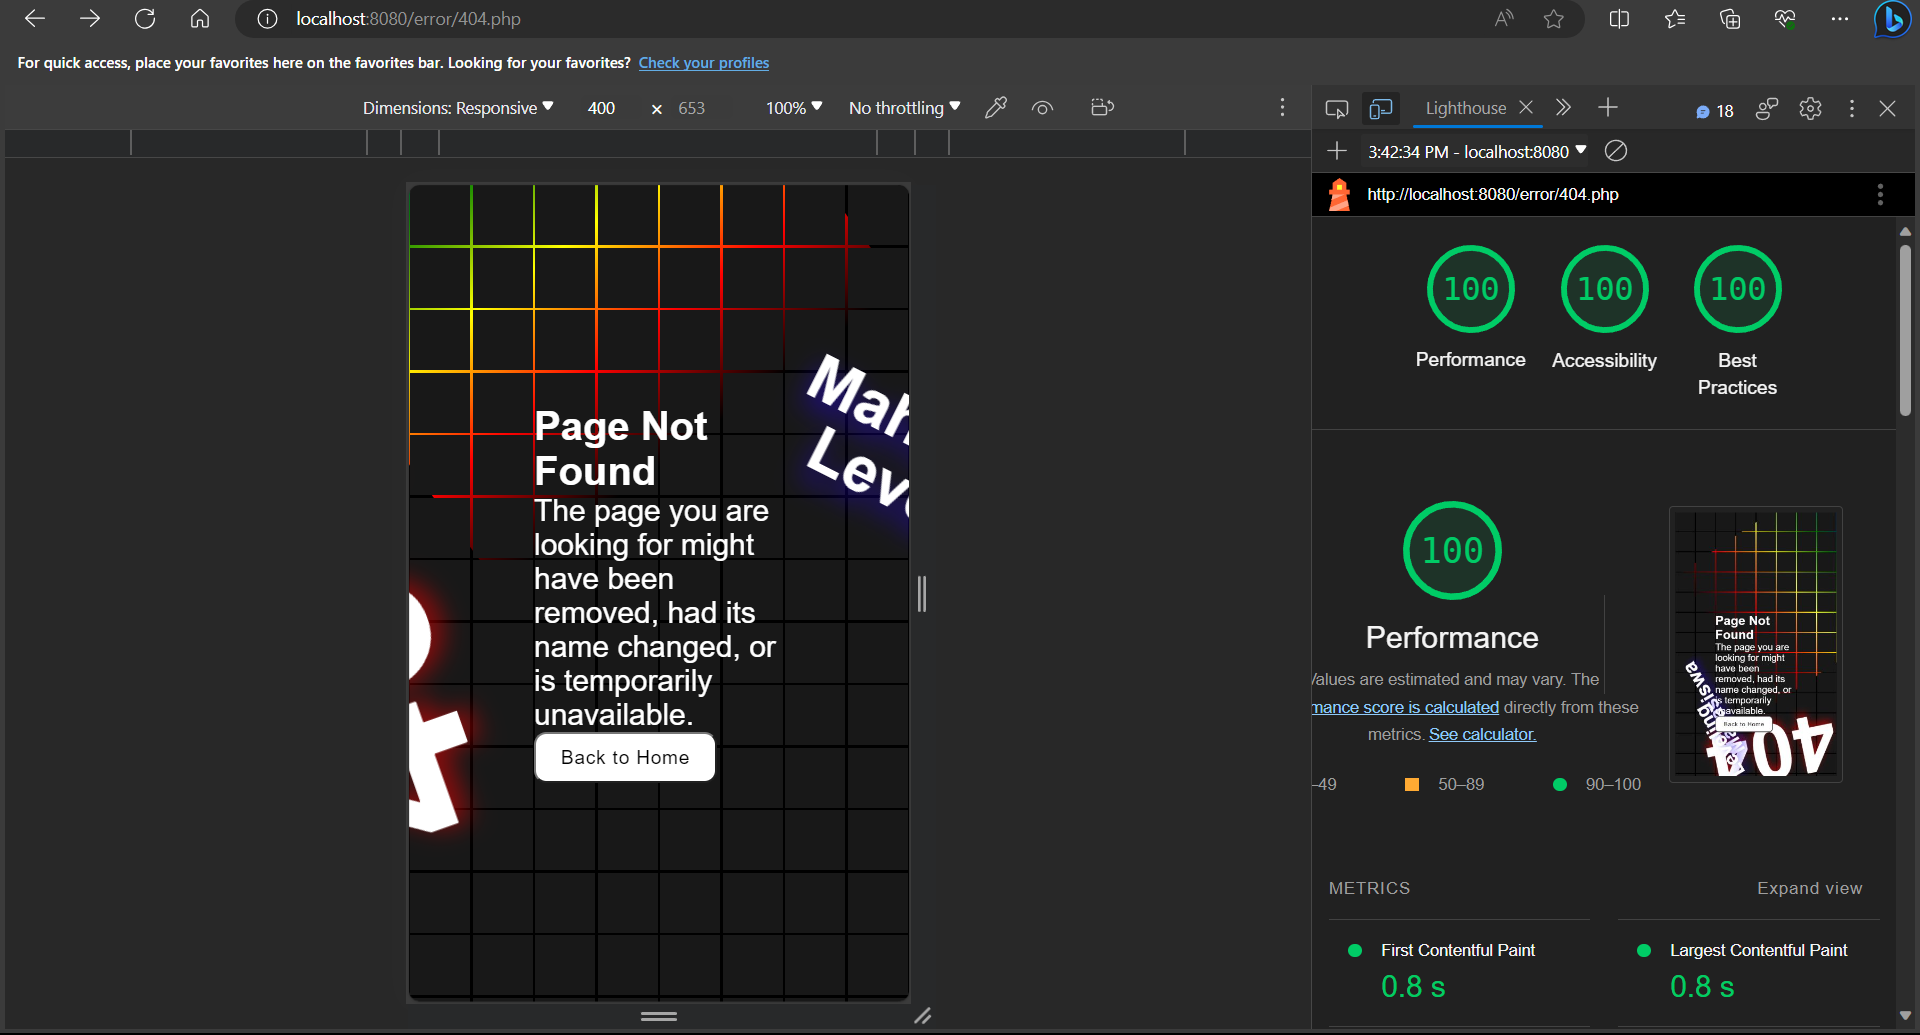 localhost:8080/error/404.php
For quick access, place your favorites here on the favorites bar. Looking for your favorites? Check your profiles
Dimensions: Responsive 400 × 653 100% No throttling
Lighthouse 18
3:42:34 PM - localhost:8080
http://localhost:8080/error/404.php
100 100 100
Performance Accessibility Best
Practices
Page Not
Found
The page you are
looking for might
have been
removed, had its
name changed, or
is temporarily
unavailable.
Back to Home
Mah
Leve
4
100
Performance
Values are estimated and may vary. The
mance score is calculated directly from these
metrics. See calculator.
–49 50–89 90–100
Page Not
Found
The page you are
looking for might
have been
removed, had its
name changed, or
is temporarily
unavailable.
Back to Home
404
METRICS Expand view
First Contentful Paint
0.8 s
Largest Contentful Paint
0.8 s